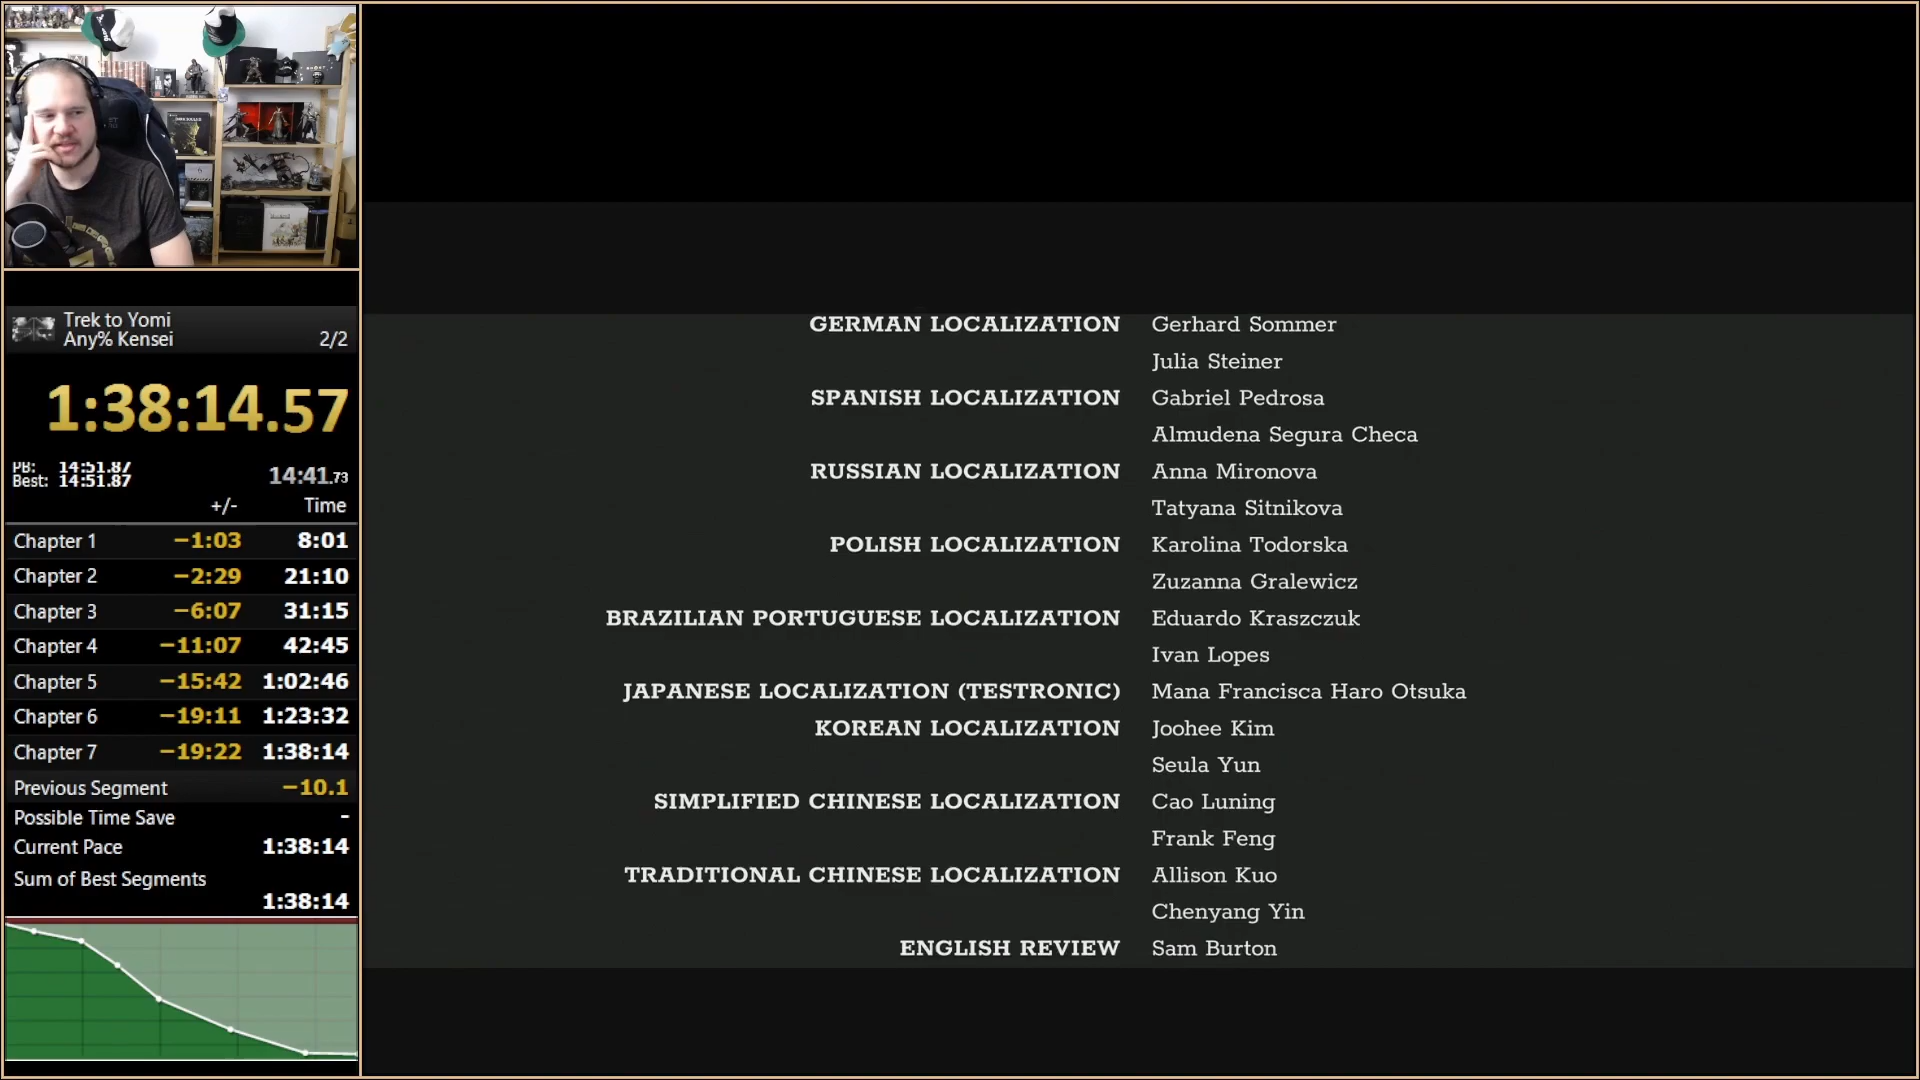 Trek to Yomi
Any% Kensei 2/2
1:38:14.57
PB: 14:51.87
Best: 14:51.87
14:41.73
+/- Time
Chapter 1 −1:03 8:01
Chapter 2 −2:29 21:10
Chapter 3 −6:07 31:15
Chapter 4 −11:07 42:45
Chapter 5 −15:42 1:02:46
Chapter 6 −19:11 1:23:32
Chapter 7 −19:22 1:38:14
Previous Segment −10.1
Possible Time Save -
Current Pace 1:38:14
Sum of Best Segments
1:38:14
GERMAN LOCALIZATION Gerhard Sommer
Julia Steiner
SPANISH LOCALIZATION Gabriel Pedrosa
Almudena Segura Checa
RUSSIAN LOCALIZATION Anna Mironova
Tatyana Sitnikova
POLISH LOCALIZATION Karolina Todorska
Zuzanna Gralewicz
BRAZILIAN PORTUGUESE LOCALIZATION Eduardo Kraszczuk
Ivan Lopes
JAPANESE LOCALIZATION (TESTRONIC) Mana Francisca Haro Otsuka
KOREAN LOCALIZATION Joohee Kim
Seula Yun
SIMPLIFIED CHINESE LOCALIZATION Cao Luning
Frank Feng
TRADITIONAL CHINESE LOCALIZATION Allison Kuo
Chenyang Yin
ENGLISH REVIEW Sam Burton